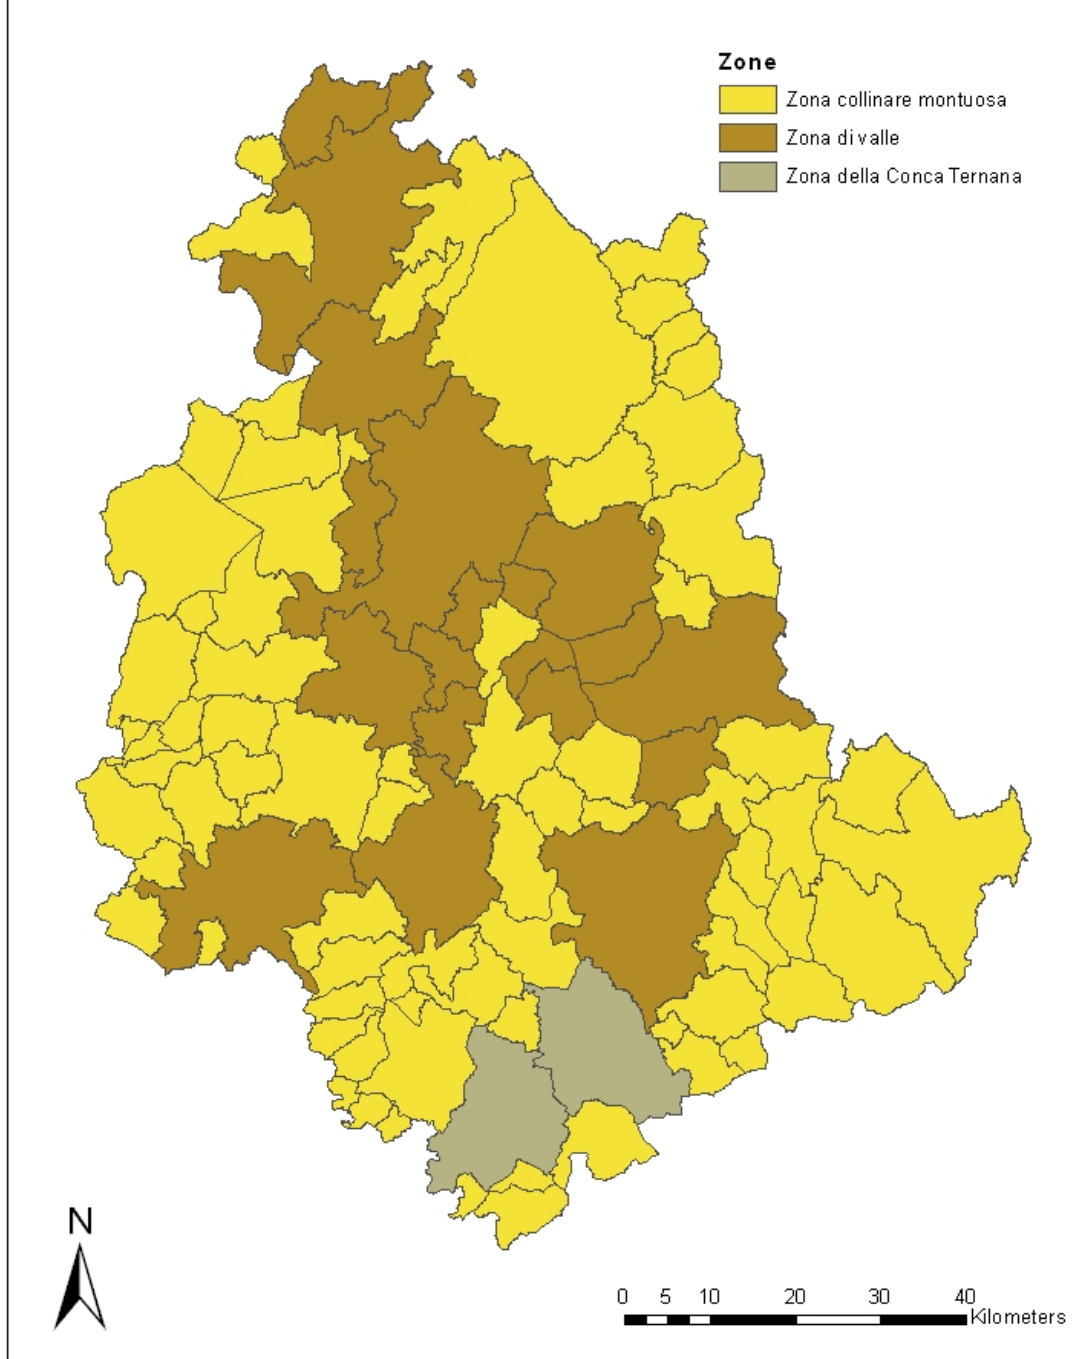 Zone
Zona collinare montuosa
Zona di valle
Zona della Conca Ternana
N
0 5 10 20 30 40
Kilometers